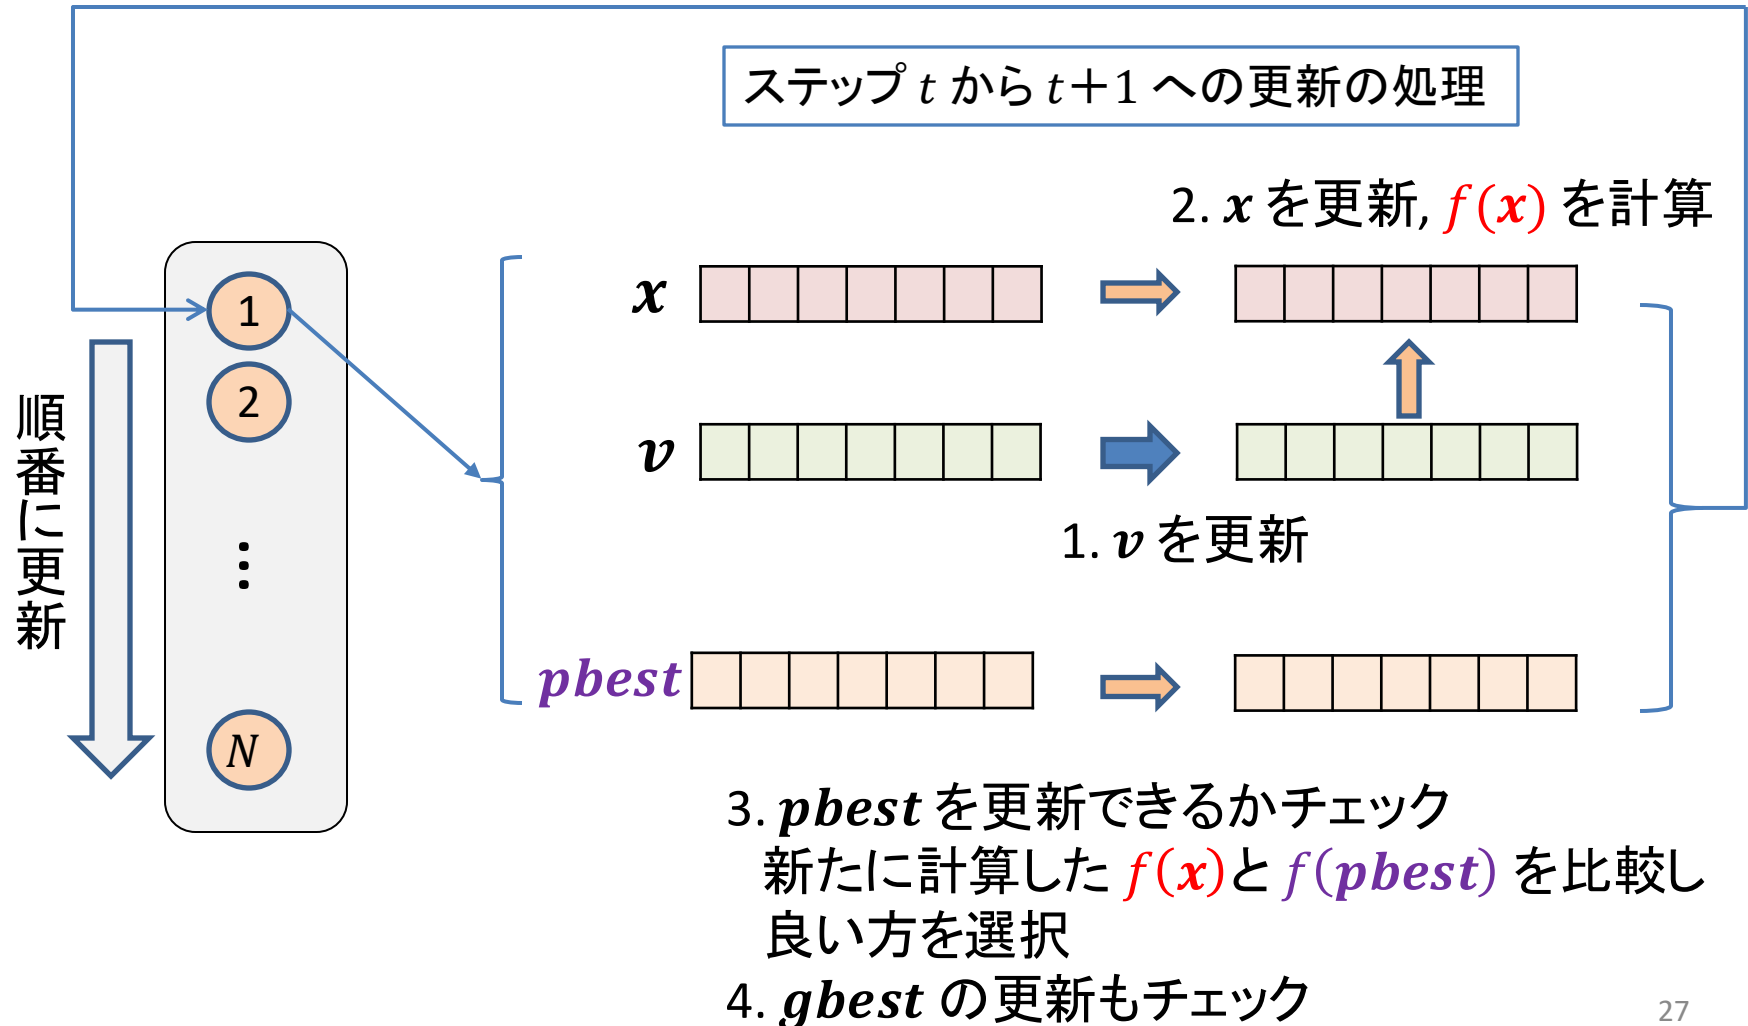 ステップ t から t+1 への更新の処理
2. x を更新, f(x) を計算
1
2
⋮
N
順番に更新
x
v
1. v を更新
pbest
3. pbest を更新できるかチェック
新たに計算した f(x)と f(pbest) を比較し
良い方を選択
4. gbest の更新もチェック
27